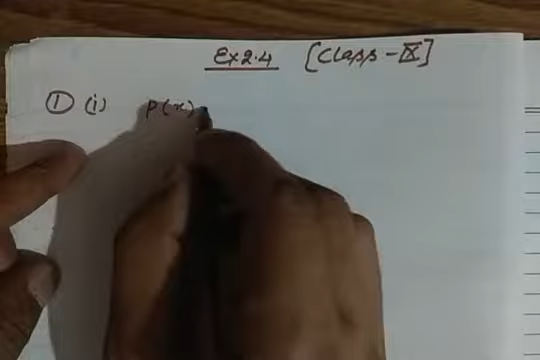 Ex 2.4 [Class - IX]
① (i) P(x)